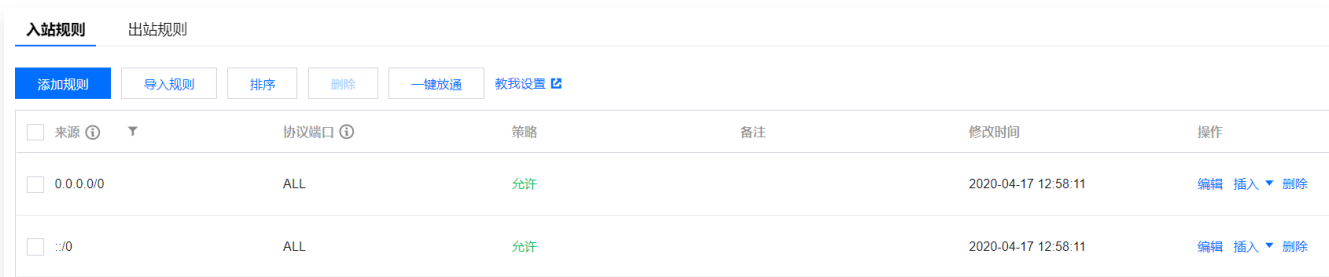 入站规则 出站规则
添加规则 导入规则 排序 删除 一键放通 教我设置
来源 协议端口 策略 备注 修改时间 操作
0.0.0.0/0 ALL 允许 2020-04-17 12:58:11 编辑 插入 删除
::/0 ALL 允许 2020-04-17 12:58:11 编辑 插入 删除